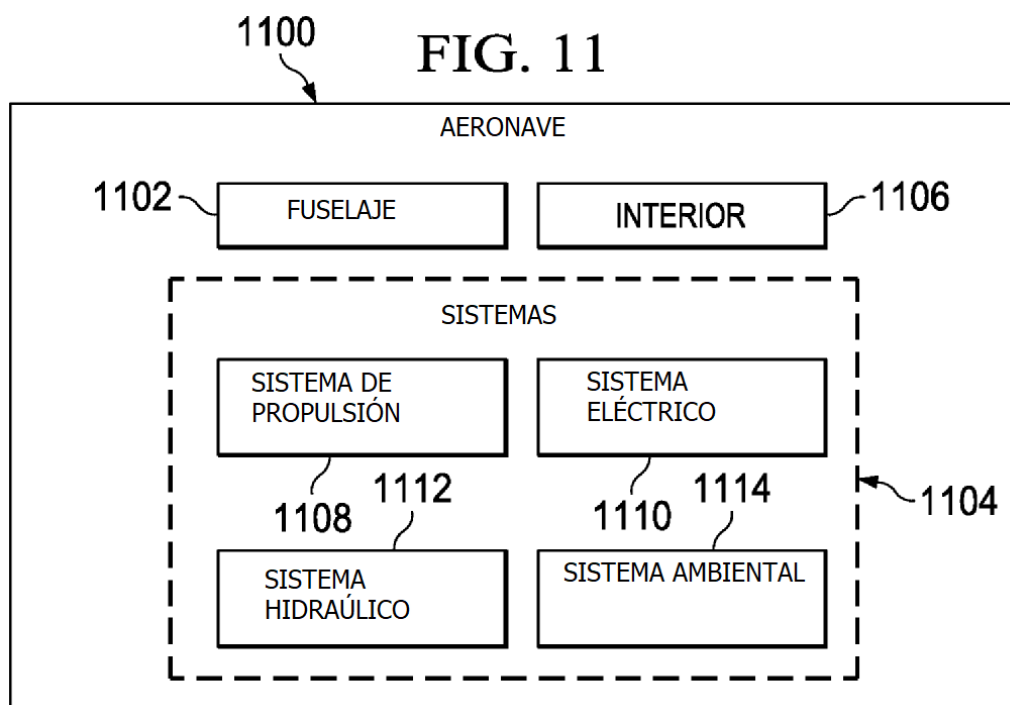 1100
FIG. 11
AERONAVE
1102
FUSELAJE
INTERIOR
1106
SISTEMAS
SISTEMA DE
PROPULSIÓN
SISTEMA
ELÉCTRICO
1108
1112
1110
1114
1104
SISTEMA
HIDRAÚLICO
SISTEMA AMBIENTAL